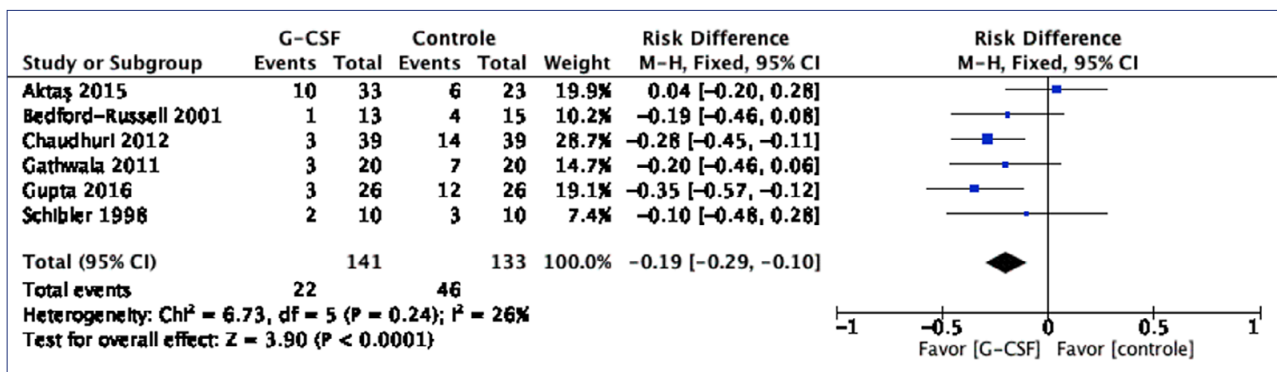 G-CSF Controle Risk Difference Risk Difference
Study or Subgroup Events Total Events Total Weight M-H, Fixed, 95% CI M-H, Fixed, 95% CI
Aktaş 2015 10 33 6 23 19.9% 0.04 [-0.20, 0.28]
Bedford-Russell 2001 1 13 4 15 10.2% -0.19 [-0.46, 0.08]
Chaudhuri 2012 3 39 14 39 28.7% -0.28 [-0.45, -0.11]
Gathwala 2011 3 20 7 20 14.7% -0.20 [-0.46, 0.06]
Gupta 2016 3 26 12 26 19.1% -0.35 [-0.57, -0.12]
Schibler 1998 2 10 3 10 7.4% -0.10 [-0.48, 0.28]
Total (95% CI) 141 133 100.0% -0.19 [-0.29, -0.10]
Total events 22 46
Heterogeneity: Chi² = 6.73, df = 5 (P = 0.24); I² = 26%
Test for overall effect: Z = 3.90 (P < 0.0001)
-1 -0.5 0 0.5 1
Favor [G-CSF] Favor [controle]